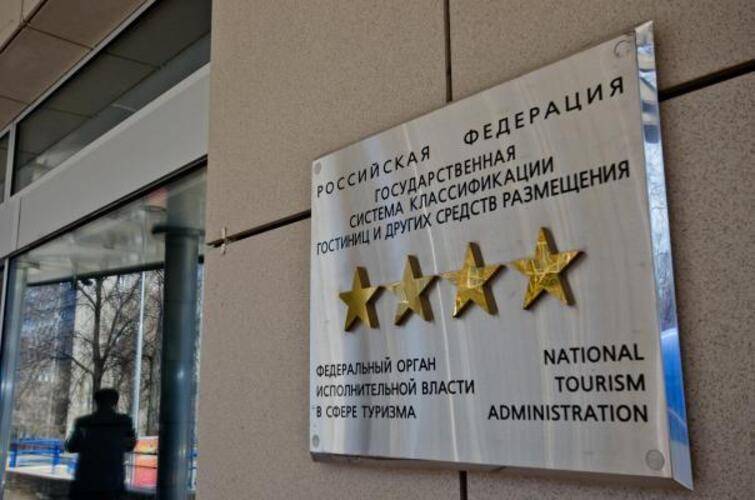 РОССИЙСКАЯ ФЕДЕРАЦИЯ
ГОСУДАРСТВЕННАЯ
СИСТЕМА КЛАССИФИКАЦИИ
ГОСТИНИЦ И ДРУГИХ СРЕДСТВ РАЗМЕЩЕНИЯ
ФЕДЕРАЛЬНЫЙ ОРГАН
ИСПОЛНИТЕЛЬНОЙ ВЛАСТИ
В СФЕРЕ ТУРИЗМА
NATIONAL
TOURISM
ADMINISTRATION